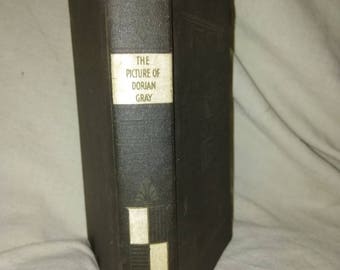 THE
PICTURE OF
DORIAN
GRAY